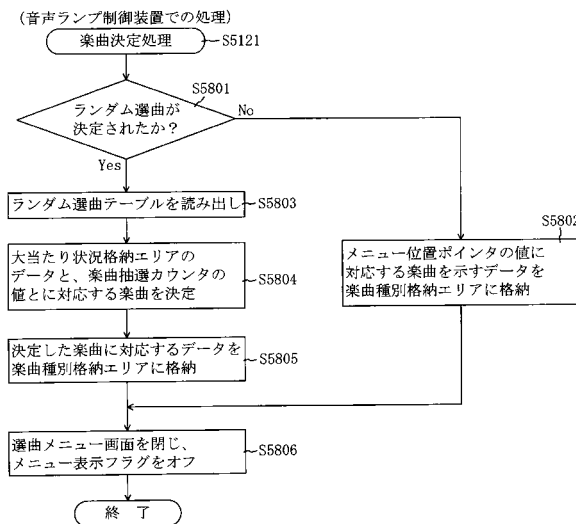 (音声ランプ制御装置での処理)
楽曲決定処理
S5121
S5801
ランダム選曲が
決定されたか?
No
Yes
ランダム選曲テーブルを読み出し
S5803
S5802
メニュー位置ポインタの値に
対応する楽曲を示すデータを
楽曲種別格納エリアに格納
大当たり状況格納エリアの
データと、楽曲抽選カウンタの
値とに対応する楽曲を決定
S5804
決定した楽曲に対応するデータを
楽曲種別格納エリアに格納
S5805
選曲メニュー画面を閉じ、
メニュー表示フラグをオフ
S5806
終 了